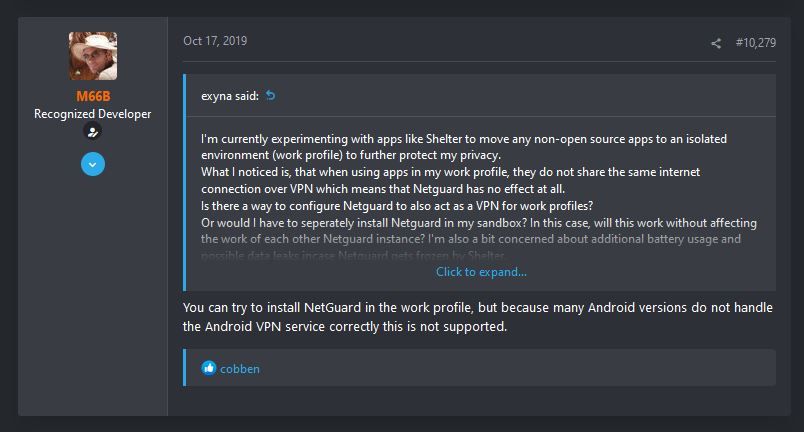 Oct 17, 2019
#10,279
M66B
Recognized Developer
exyna said:
I'm currently experimenting with apps like Shelter to move any non-open source apps to an isolated
environment (work profile) to further protect my privacy.
What I noticed is, that when using apps in my work profile, they do not share the same internet
connection over VPN which means that Netguard has no effect at all.
Is there a way to configure Netguard to also act as a VPN for work profiles?
Or would I have to seperately install Netguard in my sandbox? In this case, will this work without affecting
the work of each other Netguard instance? I'm also a bit concerned about additional battery usage and
possible data leaks incase Netguard gets frozen by Shelter.
Click to expand...
You can try to install NetGuard in the work profile, but because many Android versions do not handle
the Android VPN service correctly this is not supported.
cobben